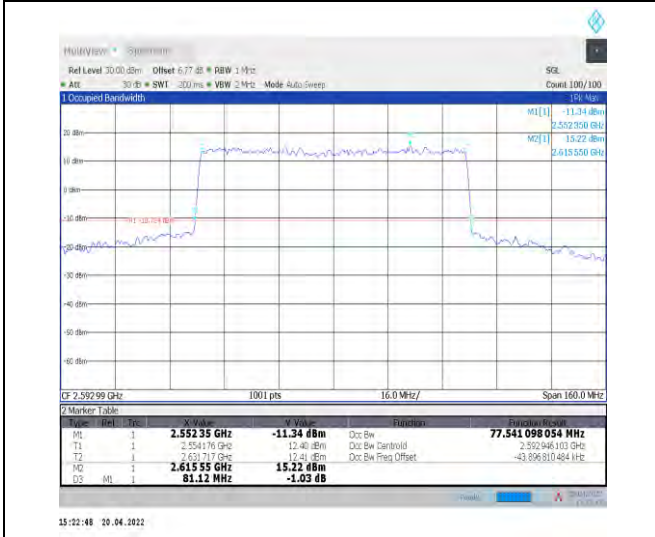 MultiView Spectrum
Ref Level 30.00 dBm Offset 6.77 dB RBW 1 MHz SGL
Att 30 dB SWT 200 ms VBW 2 MHz Mode Auto Sweep Count 100/100
1 Occupied Bandwidth 1Pk Max
M1[1] -11.34 dBm
2.552 350 GHz
M2[1] 15.22 dBm
2.615 550 GHz
20 dBm
10 dBm
0 dBm
-10 dBm
-20 dBm
-30 dBm
-40 dBm
-50 dBm
-60 dBm
CF 2.592 99 GHz 1001 pts 16.0 MHz/ Span 160.0 MHz
2 Marker Table
Type Ref Trc X-Value Y-Value Function Function Result
M1 1 2.552 35 GHz -11.34 dBm Occ Bw 77.541 098 054 MHz
T1 1 2.554 176 GHz 12.40 dBm Occ Bw Centroid 2.592 946 103 GHz
T2 1 2.631 717 GHz 12.41 dBm Occ Bw Freq Offset -43.896 810 484 kHz
M2 1 2.615 55 GHz 15.22 dBm
D3 M1 1 81.12 MHz -1.03 dB
15:22:48 20.04.2022